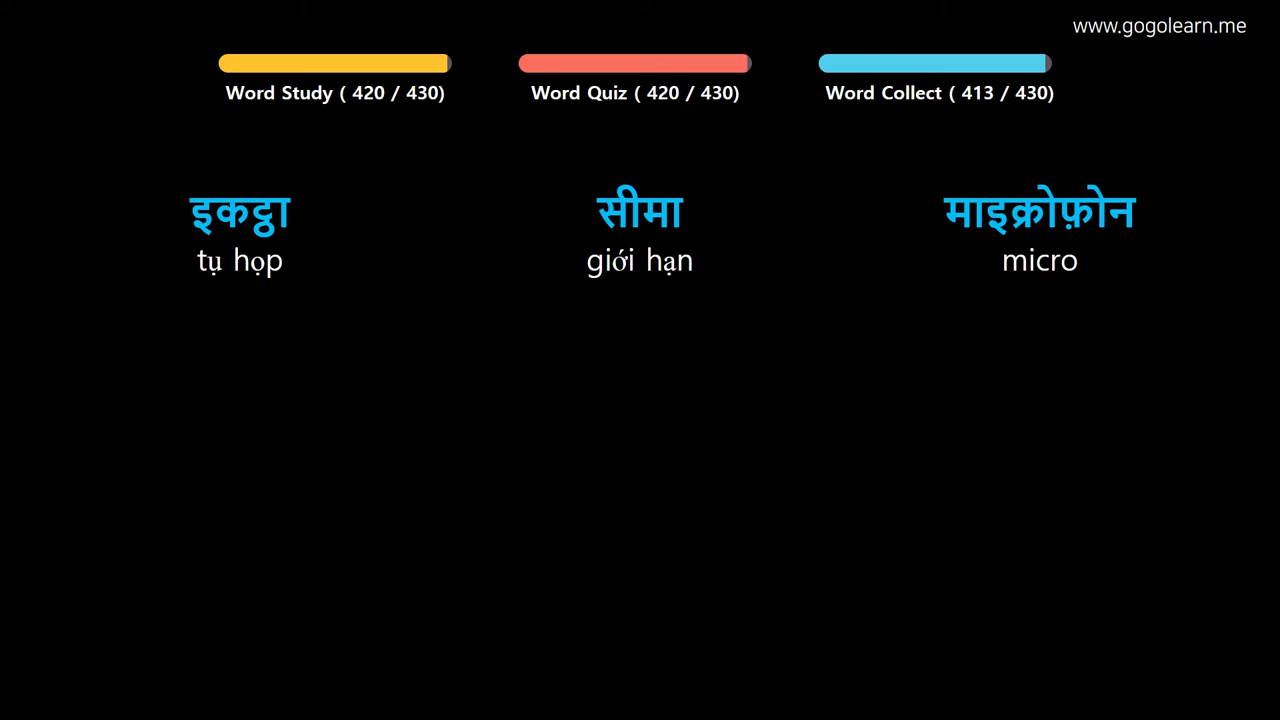 www.gogolearn.me
Word Study ( 420 / 430) Word Quiz ( 420 / 430) Word Collect ( 413 / 430)
इकट्ठा सीमा माइक्रोफ़ोन
tụ họp giới hạn micro